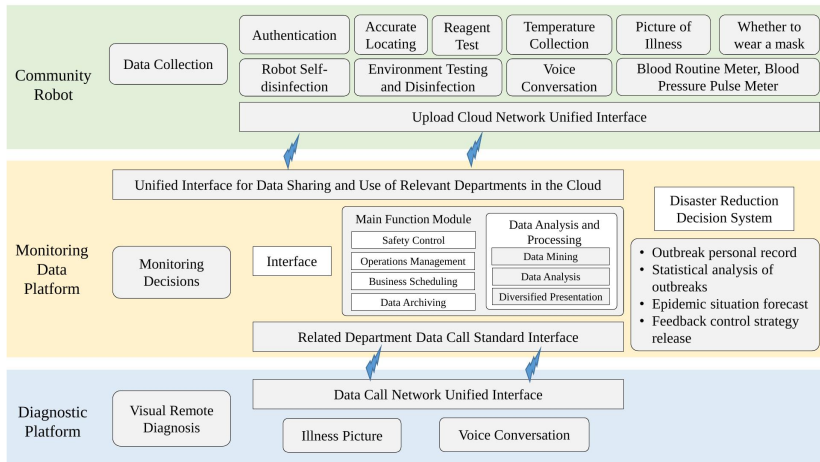 Community
Robot
Data Collection
Authentication
Accurate
Locating
Reagent
Test
Temperature
Collection
Picture of
Illness
Whether to
wear a mask
Robot Self-
disinfection
Environment Testing
and Disinfection
Voice
Conversation
Blood Routine Meter, Blood
Pressure Pulse Meter
Upload Cloud Network Unified Interface
Monitoring
Data
Platform
Unified Interface for Data Sharing and Use of Relevant Departments in the Cloud
Monitoring
Decisions
Interface
Main Function Module
Safety Control
Operations Management
Business Scheduling
Data Archiving
Data Analysis and
Processing
Data Mining
Data Analysis
Diversified Presentation
Related Department Data Call Standard Interface
Disaster Reduction
Decision System
• Outbreak personal record
• Statistical analysis of
outbreaks
• Epidemic situation forecast
• Feedback control strategy
release
Diagnostic
Platform
Visual Remote
Diagnosis
Data Call Network Unified Interface
Illness Picture
Voice Conversation